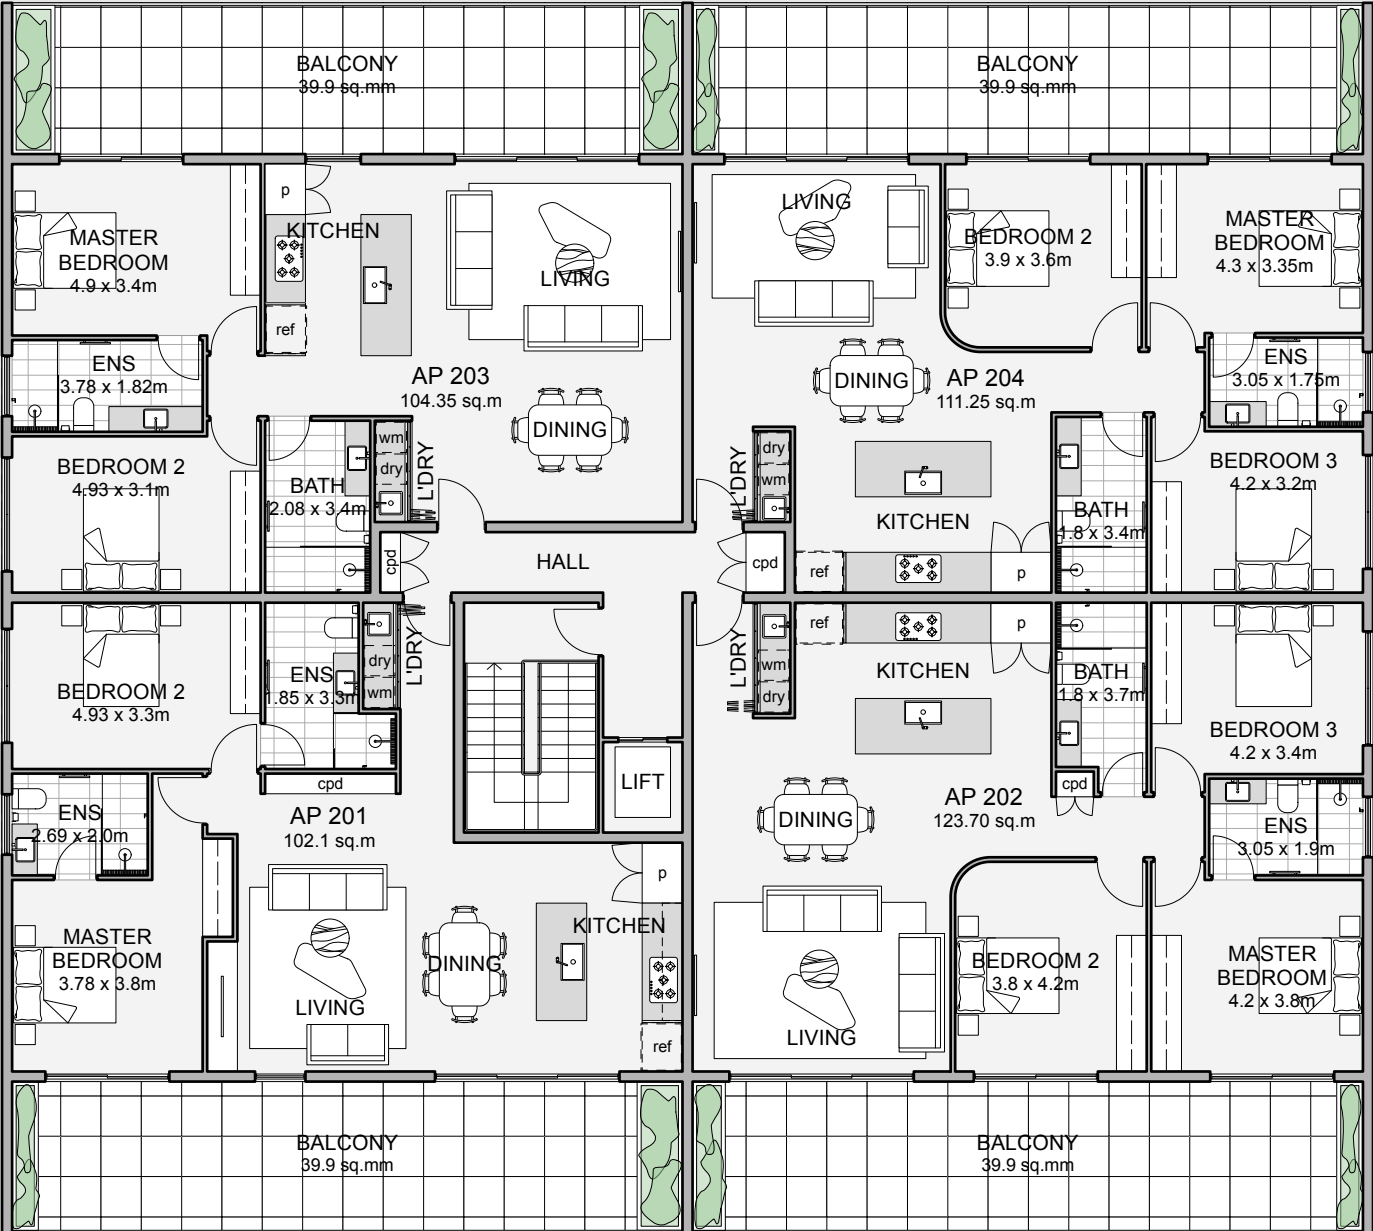 BALCONY
39.9 sq.mm
BALCONY
39.9 sq.mm
MASTER
BEDROOM
4.9 x 3.4m
p
KITCHEN
ref
LIVING
ENS
3.78 x 1.82m
AP 203
104.35 sq.m
DINING
BEDROOM 2
4.93 x 3.1m
BATH
2.08 x 3.4m
wm
dry
L'DRY
cpd
HALL
LIVING
BEDROOM 2
3.9 x 3.6m
MASTER
BEDROOM
4.3 x 3.35m
DINING
AP 204
111.25 sq.m
ENS
3.05 x 1.75m
L'DRY
dry
wm
KITCHEN
BATH
1.8 x 3.4m
BEDROOM 3
4.2 x 3.2m
cpd
ref
p
BEDROOM 2
4.93 x 3.3m
ENS
1.85 x 3.3m
dry
wm
L'DRY
cpd
LIFT
ENS
2.69 x 2.0m
AP 201
102.1 sq.m
MASTER
BEDROOM
3.78 x 3.8m
LIVING
DINING
KITCHEN
p
ref
L'DRY
wm
dry
ref
p
KITCHEN
BATH
1.8 x 3.7m
BEDROOM 3
4.2 x 3.4m
cpd
DINING
AP 202
123.70 sq.m
ENS
3.05 x 1.9m
LIVING
BEDROOM 2
3.8 x 4.2m
MASTER
BEDROOM
4.2 x 3.8m
BALCONY
39.9 sq.mm
BALCONY
39.9 sq.mm